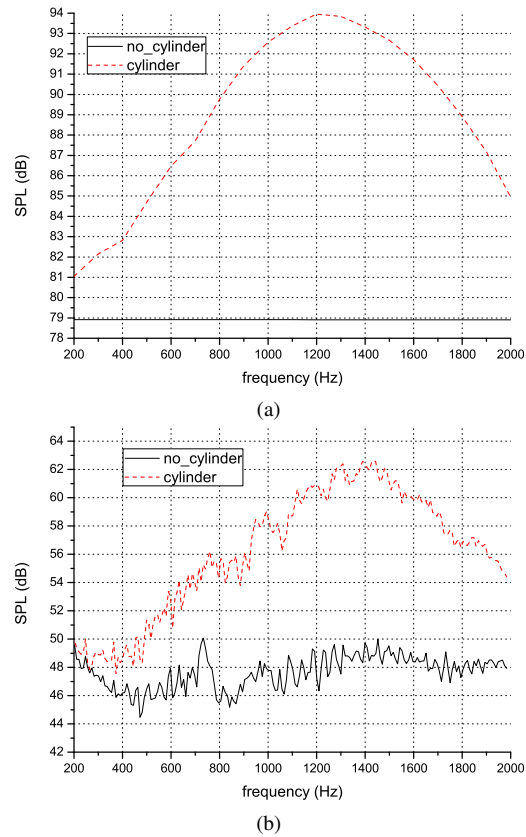 94
93
92
91
90
89
88
87
86
85
84
83
82
81
80
79
78
SPL (dB)
no_cylinder
cylinder
200 400 600 800 1000 1200 1400 1600 1800 2000
frequency (Hz)
(a)
64
62
60
58
56
54
52
50
48
46
44
42
SPL (dB)
no_cylinder
cylinder
200 400 600 800 1000 1200 1400 1600 1800 2000
frequency (Hz)
(b)